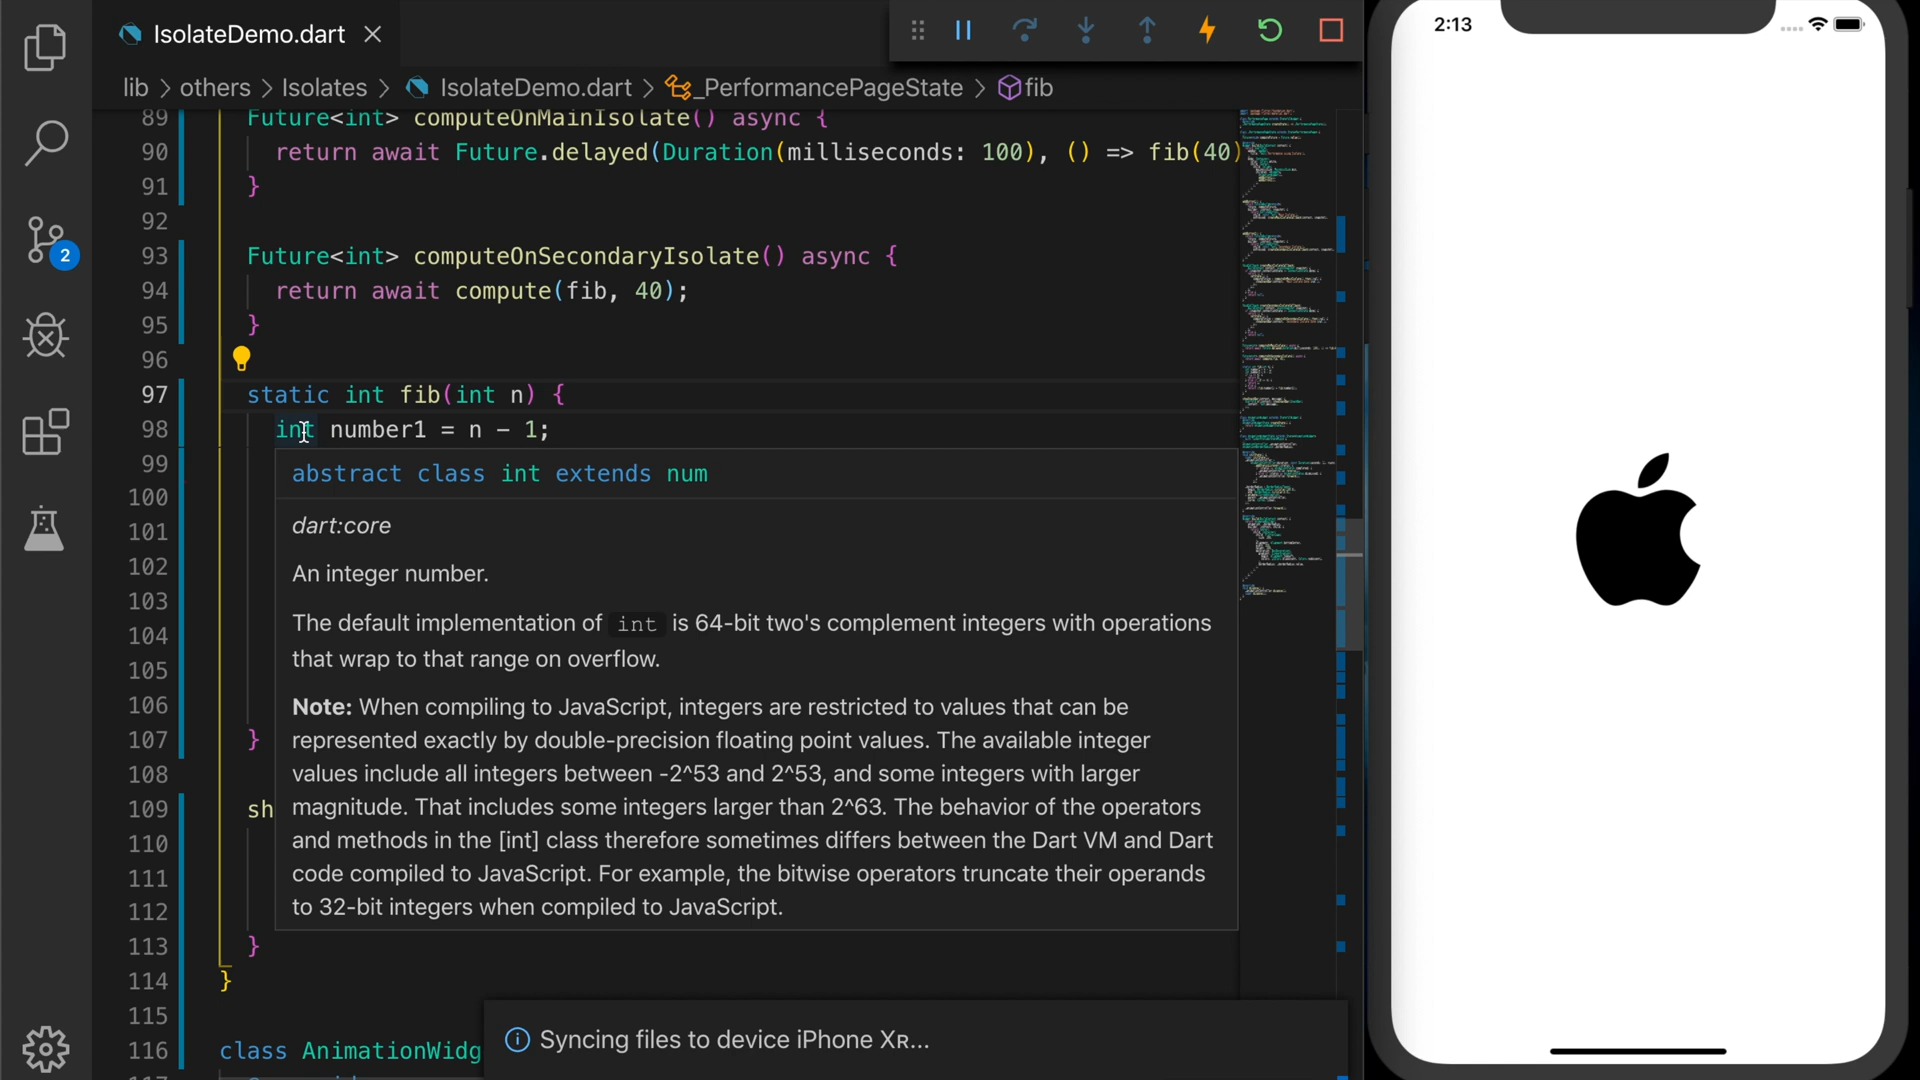 IsolateDemo.dart
2:13
lib > others > Isolates > IsolateDemo.dart > _PerformancePageState > fib
89 Future<int> computeOnMainIsolate() async {
90 return await Future.delayed(Duration(milliseconds: 100), () => fib(40)
91 }
92
93 Future<int> computeOnSecondaryIsolate() async {
94 return await compute(fib, 40);
95 }
96
97 static int fib(int n) {
98 int number1 = n - 1;
99
abstract class int extends num
100
dart:core
101
An integer number.
102
103
The default implementation of int is 64-bit two's complement integers with operations
104
that wrap to that range on overflow.
105
106
Note: When compiling to JavaScript, integers are restricted to values that can be
107 }
represented exactly by double-precision floating point values. The available integer
108
values include all integers between -2^53 and 2^53, and some integers with larger
109 sh
magnitude. That includes some integers larger than 2^63. The behavior of the operators
110
and methods in the [int] class therefore sometimes differs between the Dart VM and Dart
111
code compiled to JavaScript. For example, the bitwise operators truncate their operands
112
to 32-bit integers when compiled to JavaScript.
113 }
114 }
115
116 class AnimationWidg
Syncing files to device iPhone XR...
2